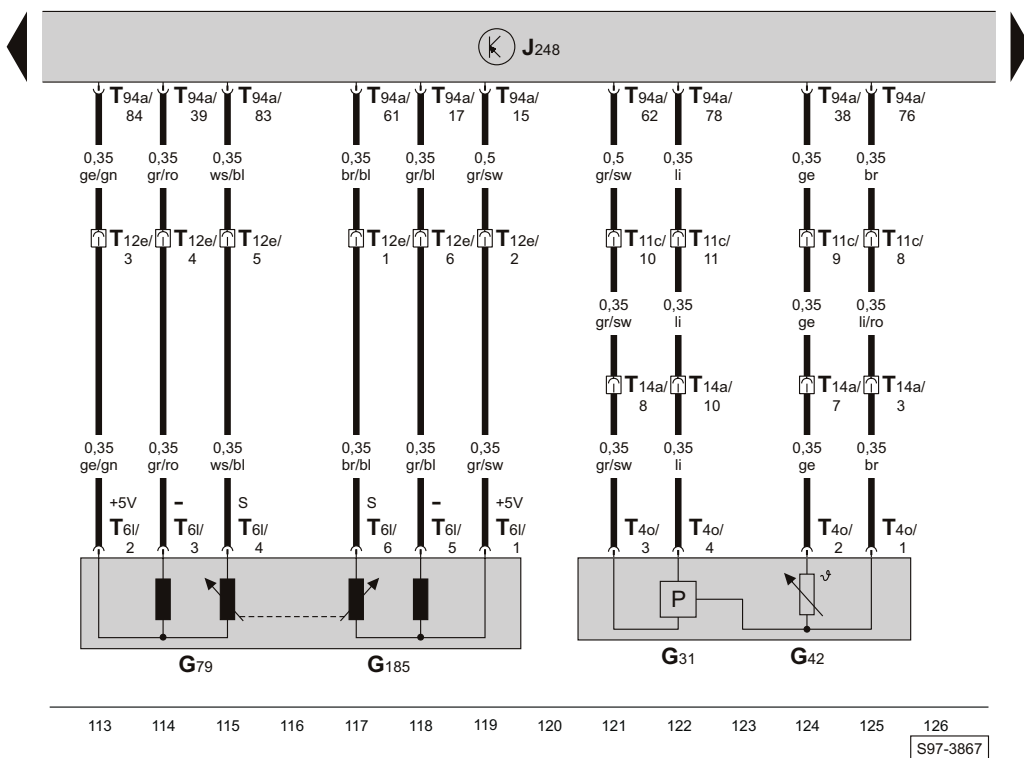 J248
T94a/ T94a/ T94a/ T94a/ T94a/ T94a/ T94a/ T94a/ T94a/ T94a/
84 39 83 61 17 15 62 78 38 76
0,35 0,35 0,35 0,35 0,35 0,5 0,5 0,35 0,35 0,35
ge/gn gr/ro ws/bl br/bl gr/bl gr/sw gr/sw li ge br
T12e/ T12e/ T12e/ T12e/ T12e/ T12e/ T11c/ T11c/ T11c/ T11c/
3 4 5 1 6 2 10 11 9 8
0,35 0,35 0,35 0,35
gr/sw li ge li/ro
T14a/ T14a/ T14a/ T14a/
8 10 7 3
0,35 0,35 0,35 0,35 0,35 0,35 0,35 0,35 0,35 0,35
ge/gn gr/ro ws/bl br/bl gr/bl gr/sw gr/sw li ge br
+5V – S S – +5V
T6l/ T6l/ T6l/ T6l/ T6l/ T6l/ T4o/ T4o/ T4o/ T4o/
2 3 4 6 5 1 3 4 2 1
ϑ
P
G79 G185 G31 G42
113 114 115 116 117 118 119 120 121 122 123 124 125 126
S97-3867